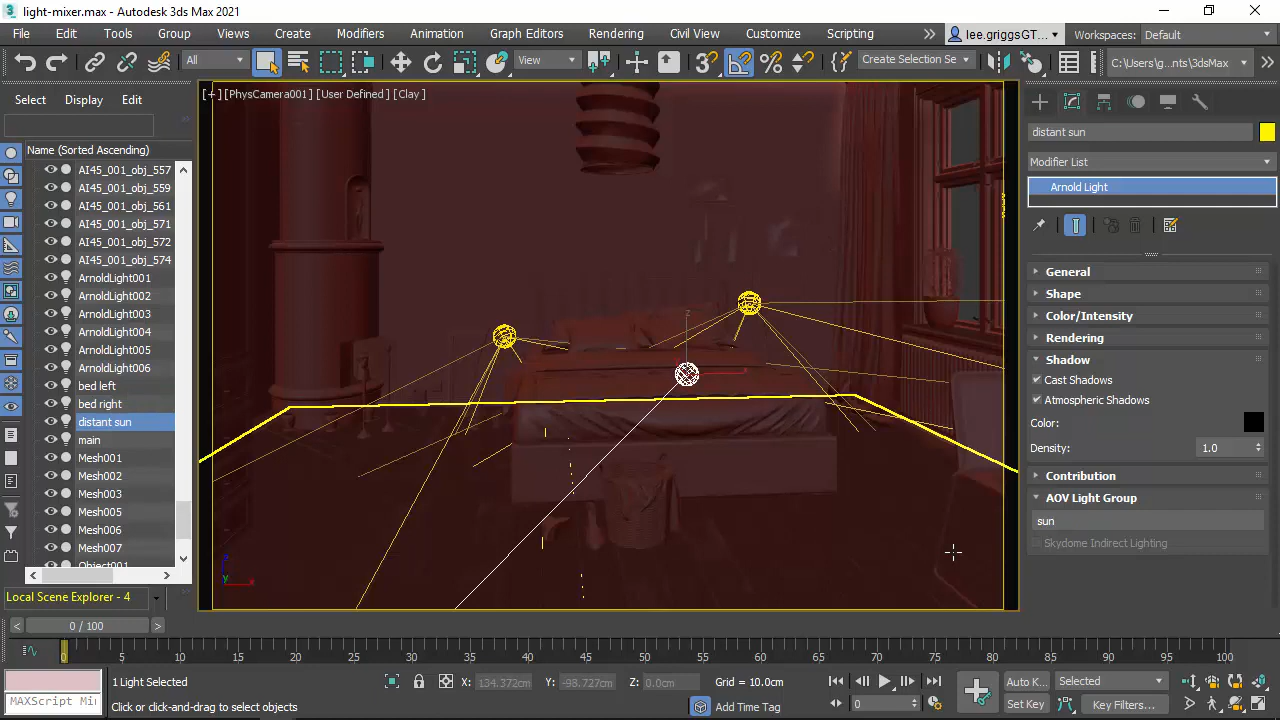 light-mixer.max - Autodesk 3ds Max 2021
File Edit Tools Group Views Create Modifiers Animation Graph Editors Rendering Civil View Customize Scripting » lee.griggsGT... Workspaces: Default
All View Create Selection Se C:\Users\g...nts\3dsMax
Select Display Edit
[+][PhysCamera001][User Defined][Clay]
Name (Sorted Ascending)
AI45_001_obj_557
AI45_001_obj_559
AI45_001_obj_561
AI45_001_obj_571
AI45_001_obj_572
AI45_001_obj_574
ArnoldLight001
ArnoldLight002
ArnoldLight003
ArnoldLight004
ArnoldLight005
ArnoldLight006
bed left
bed right
distant sun
main
Mesh001
Mesh002
Mesh003
Mesh005
Mesh006
Mesh007
Object001
Local Scene Explorer - 4
z
x
z
y
x
distant sun
Modifier List
Arnold Light
General
Shape
Color/Intensity
Rendering
Shadow
Cast Shadows
Atmospheric Shadows
Color:
Density: 1.0
Contribution
AOV Light Group
sun
Skydome Indirect Lighting
0 / 100
0 5 10 15 20 25 30 35 40 45 50 55 60 65 70 75 80 85 90 95 100
1 Light Selected X: 134.372cm Y: -98.727cm Z: 0.0cm Grid = 10.0cm Auto K... Selected
MAXScript Mi Click or click-and-drag to select objects Add Time Tag 0 Set Key Key Filters...